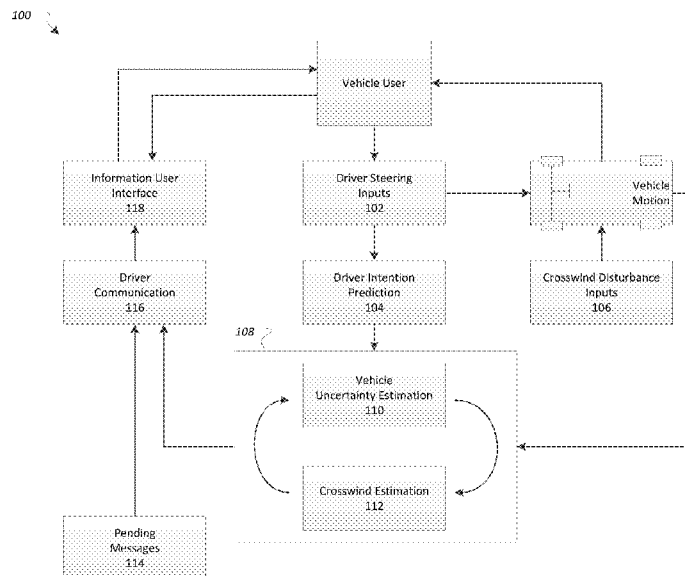 100
Vehicle User
Information User
Interface
118
Driver Steering
Inputs
102
Vehicle
Motion
Driver
Communication
116
Driver Intention
Prediction
104
Crosswind Disturbance
Inputs
106
108
Vehicle
Uncertainty Estimation
110
Crosswind Estimation
112
Pending
Messages
114